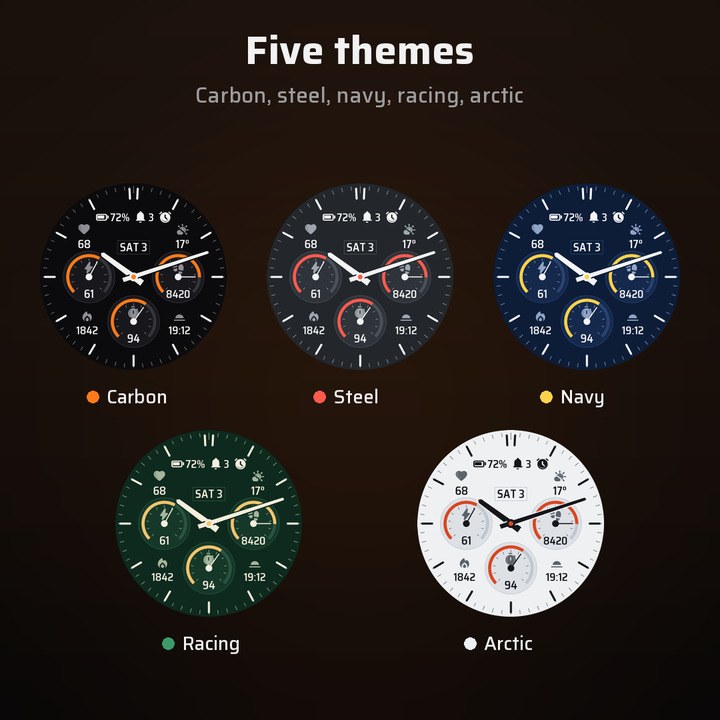 Five themes
Carbon, steel, navy, racing, arctic
72% 3
68 SAT 3 17°
61 8420
1842 94 19:12
Carbon
72% 3
68 SAT 3 17°
61 8420
1842 94 19:12
Steel
72% 3
68 SAT 3 17°
61 8420
1842 94 19:12
Navy
72% 3
68 SAT 3 17°
61 8420
1842 94 19:12
Racing
72% 3
68 SAT 3 17°
61 8420
1842 94 19:12
Arctic